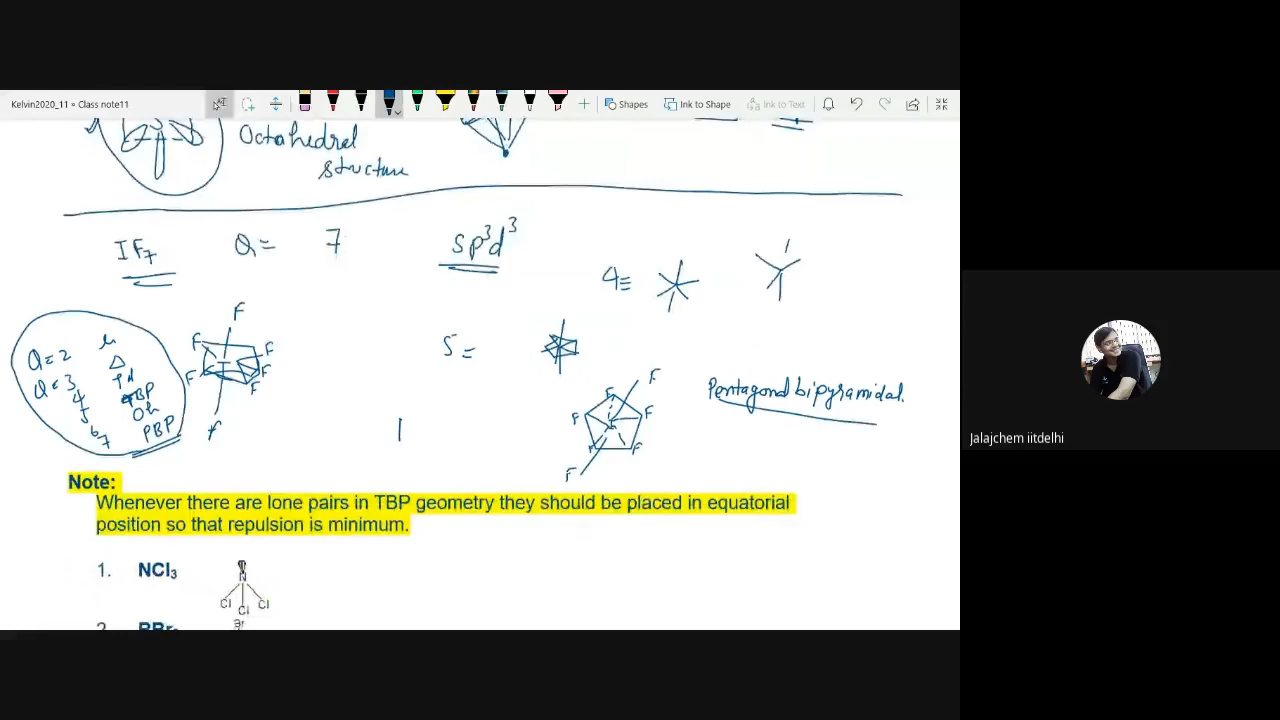 Kelvin2020_11 » Class note11
Shapes
Ink to Shape
Ink to Text
Octahedral
structure
IF7 Q= 7 sp³d³
4 ≡
Q=2
Q=3 Δ
4 Td
5 TBP
6 Oh
7 PBP
F
F F
F F
F
F
5 =
F
F
F F
F F
I
F
Pentagonal bipyramidal.
Note:
Whenever there are lone pairs in TBP geometry they should be placed in equatorial
position so that repulsion is minimum.
1. NCl₃
N
Cl Cl Cl
2.
Jalajchem iitdelhi